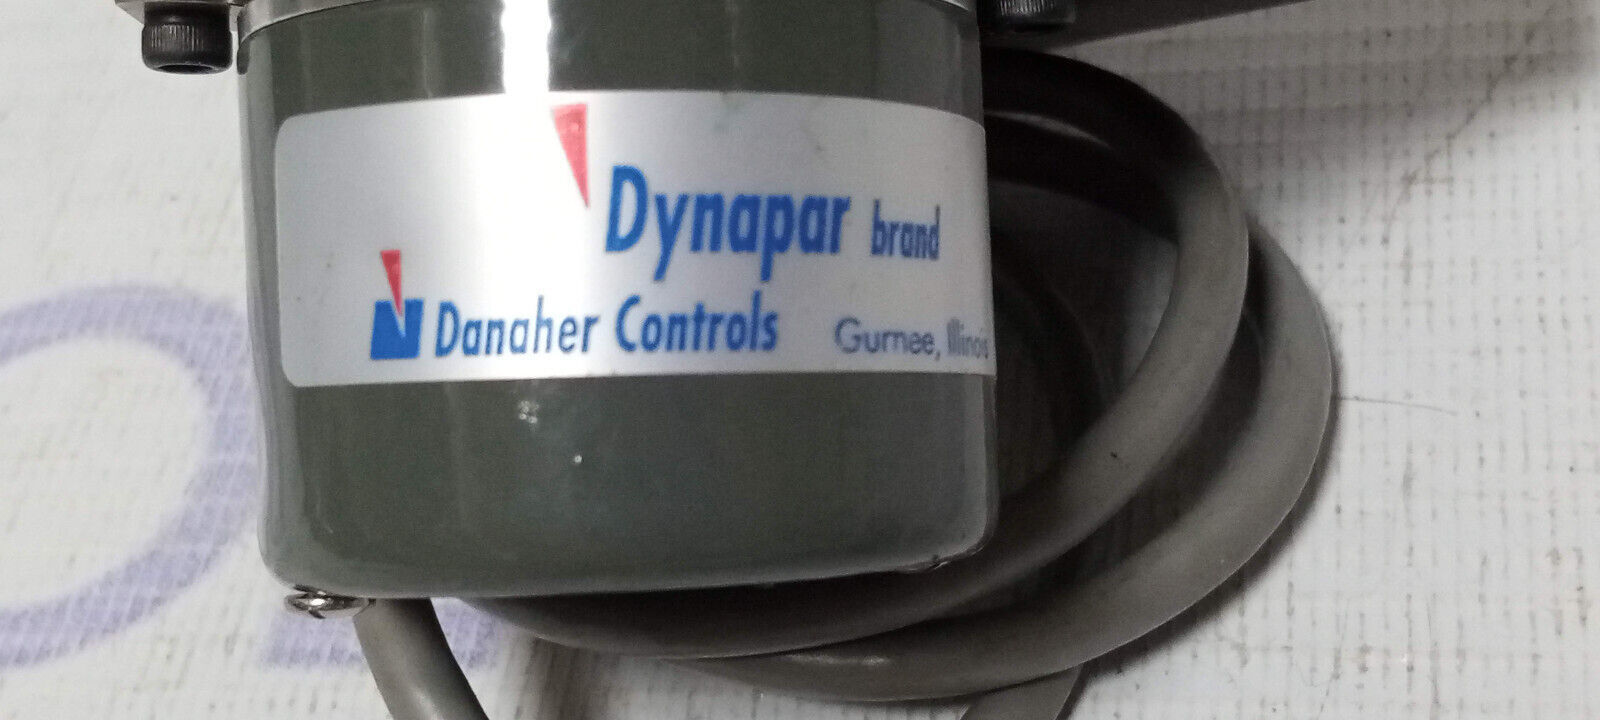 Dynapar brand
Danaher Controls Gurnee, Illinois